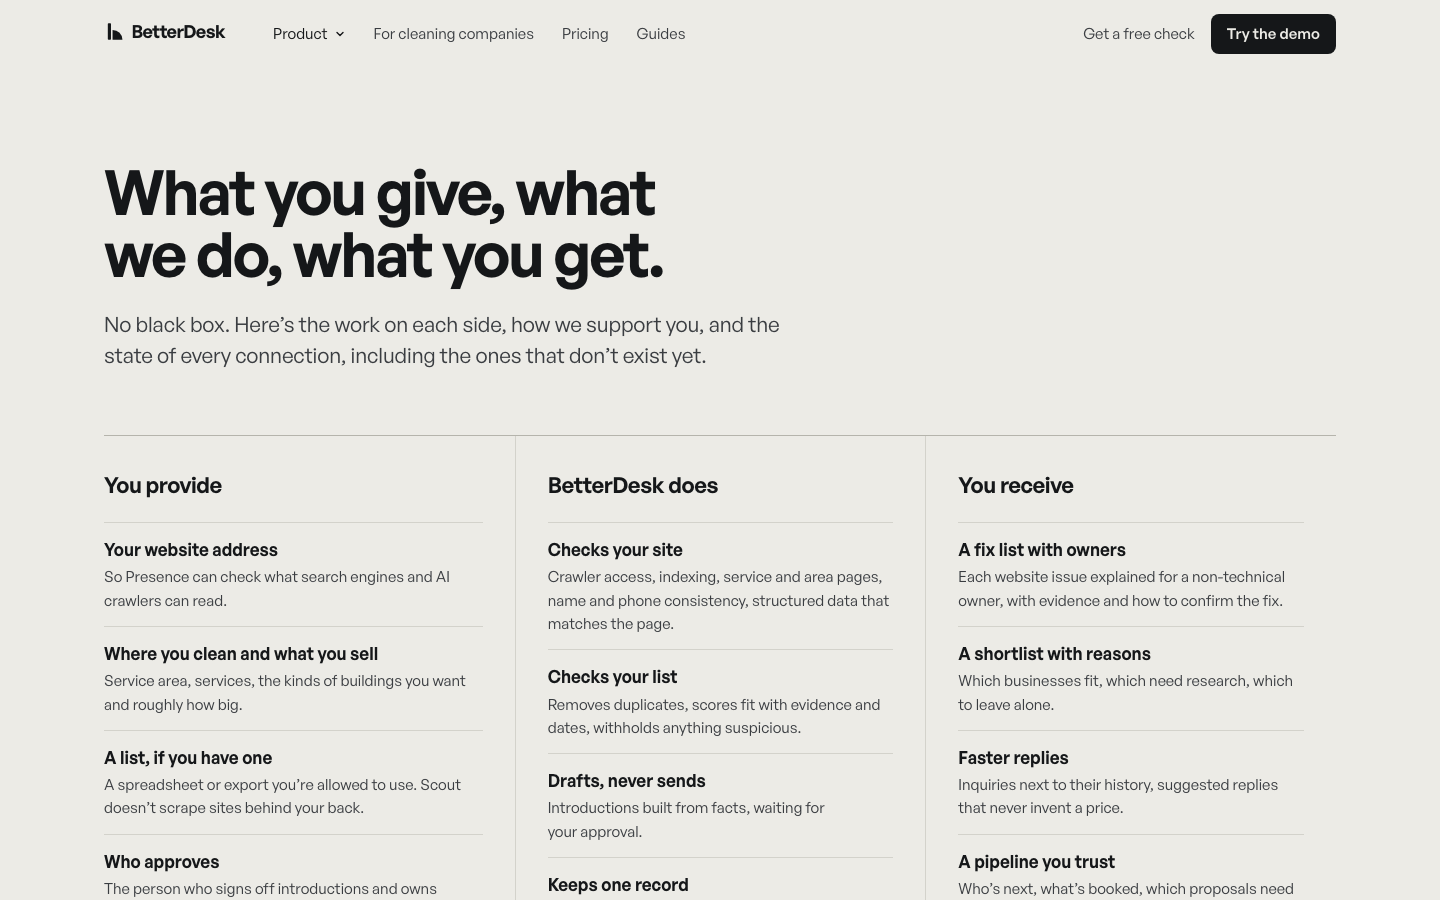 BetterDesk
Product
For cleaning companies
Pricing
Guides
Get a free check
Try the demo
What you give, what
we do, what you get.
No black box. Here’s the work on each side, how we support you, and the
state of every connection, including the ones that don’t exist yet.
You provide
Your website address
So Presence can check what search engines and AI
crawlers can read.
Where you clean and what you sell
Service area, services, the kinds of buildings you want
and roughly how big.
A list, if you have one
A spreadsheet or export you’re allowed to use. Scout
doesn’t scrape sites behind your back.
Who approves
The person who signs off introductions and owns
BetterDesk does
Checks your site
Crawler access, indexing, service and area pages,
name and phone consistency, structured data that
matches the page.
Checks your list
Removes duplicates, scores fit with evidence and
dates, withholds anything suspicious.
Drafts, never sends
Introductions built from facts, waiting for
your approval.
Keeps one record
You receive
A fix list with owners
Each website issue explained for a non-technical
owner, with evidence and how to confirm the fix.
A shortlist with reasons
Which businesses fit, which need research, which
to leave alone.
Faster replies
Inquiries next to their history, suggested replies
that never invent a price.
A pipeline you trust
Who’s next, what’s booked, which proposals need